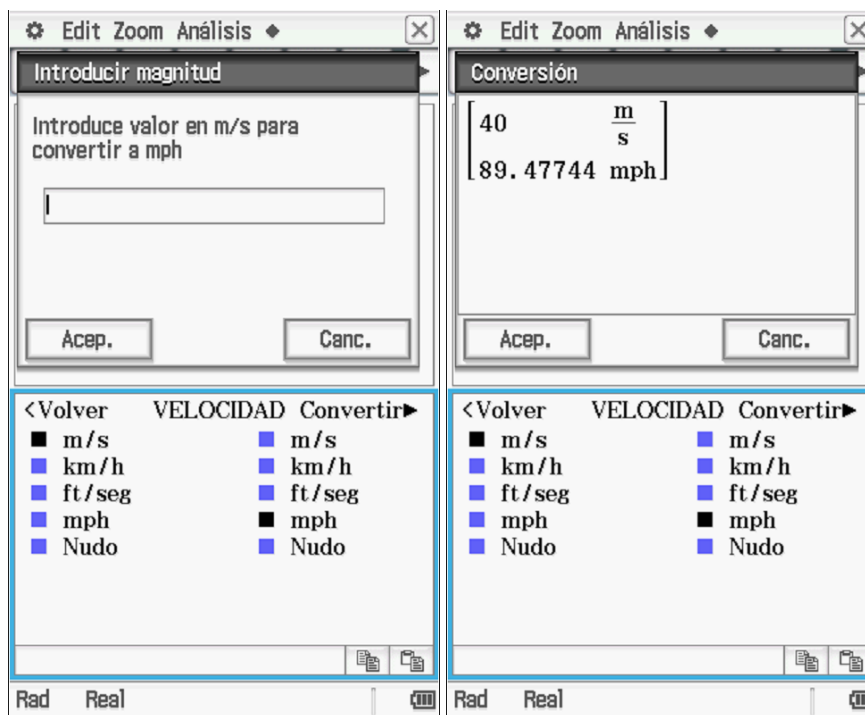 Edit Zoom Análisis
Introducir magnitud
Introduce valor en m/s para
convertir a mph
Acep. Canc.
<Volver VELOCIDAD Convertir
m/s m/s
km/h km/h
ft/seg ft/seg
mph mph
Nudo Nudo
Rad Real
Edit Zoom Análisis
Conversión
40 m/s
89.47744 mph
Acep. Canc.
<Volver VELOCIDAD Convertir
m/s m/s
km/h km/h
ft/seg ft/seg
mph mph
Nudo Nudo
Rad Real